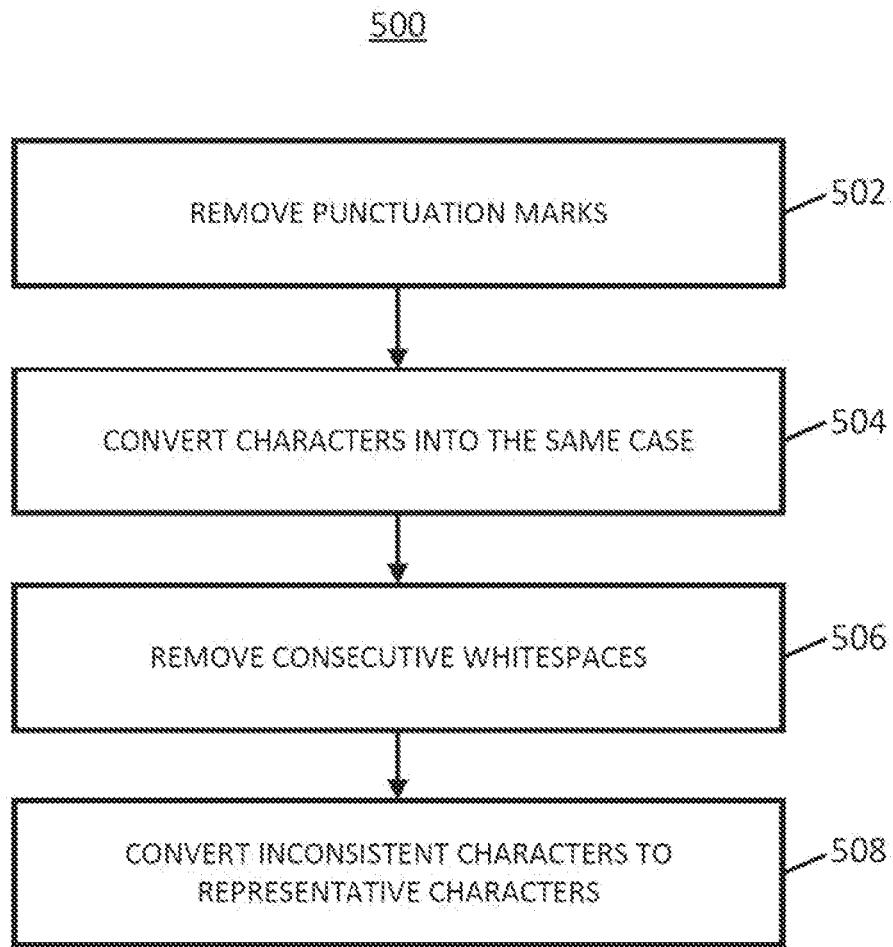 500
REMOVE PUNCTUATION MARKS
502
CONVERT CHARACTERS INTO THE SAME CASE
504
REMOVE CONSECUTIVE WHITESPACES
506
CONVERT INCONSISTENT CHARACTERS TO
REPRESENTATIVE CHARACTERS
508